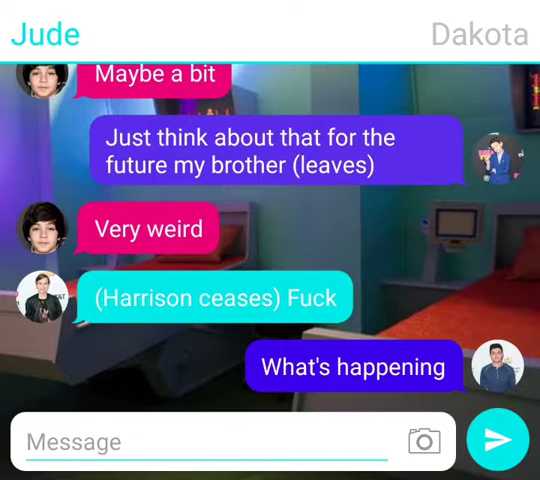 Jude
Dakota
Maybe a bit
Just think about that for the
future my brother (leaves)
Very weird
(Harrison ceases) Fuck
What's happening
Message